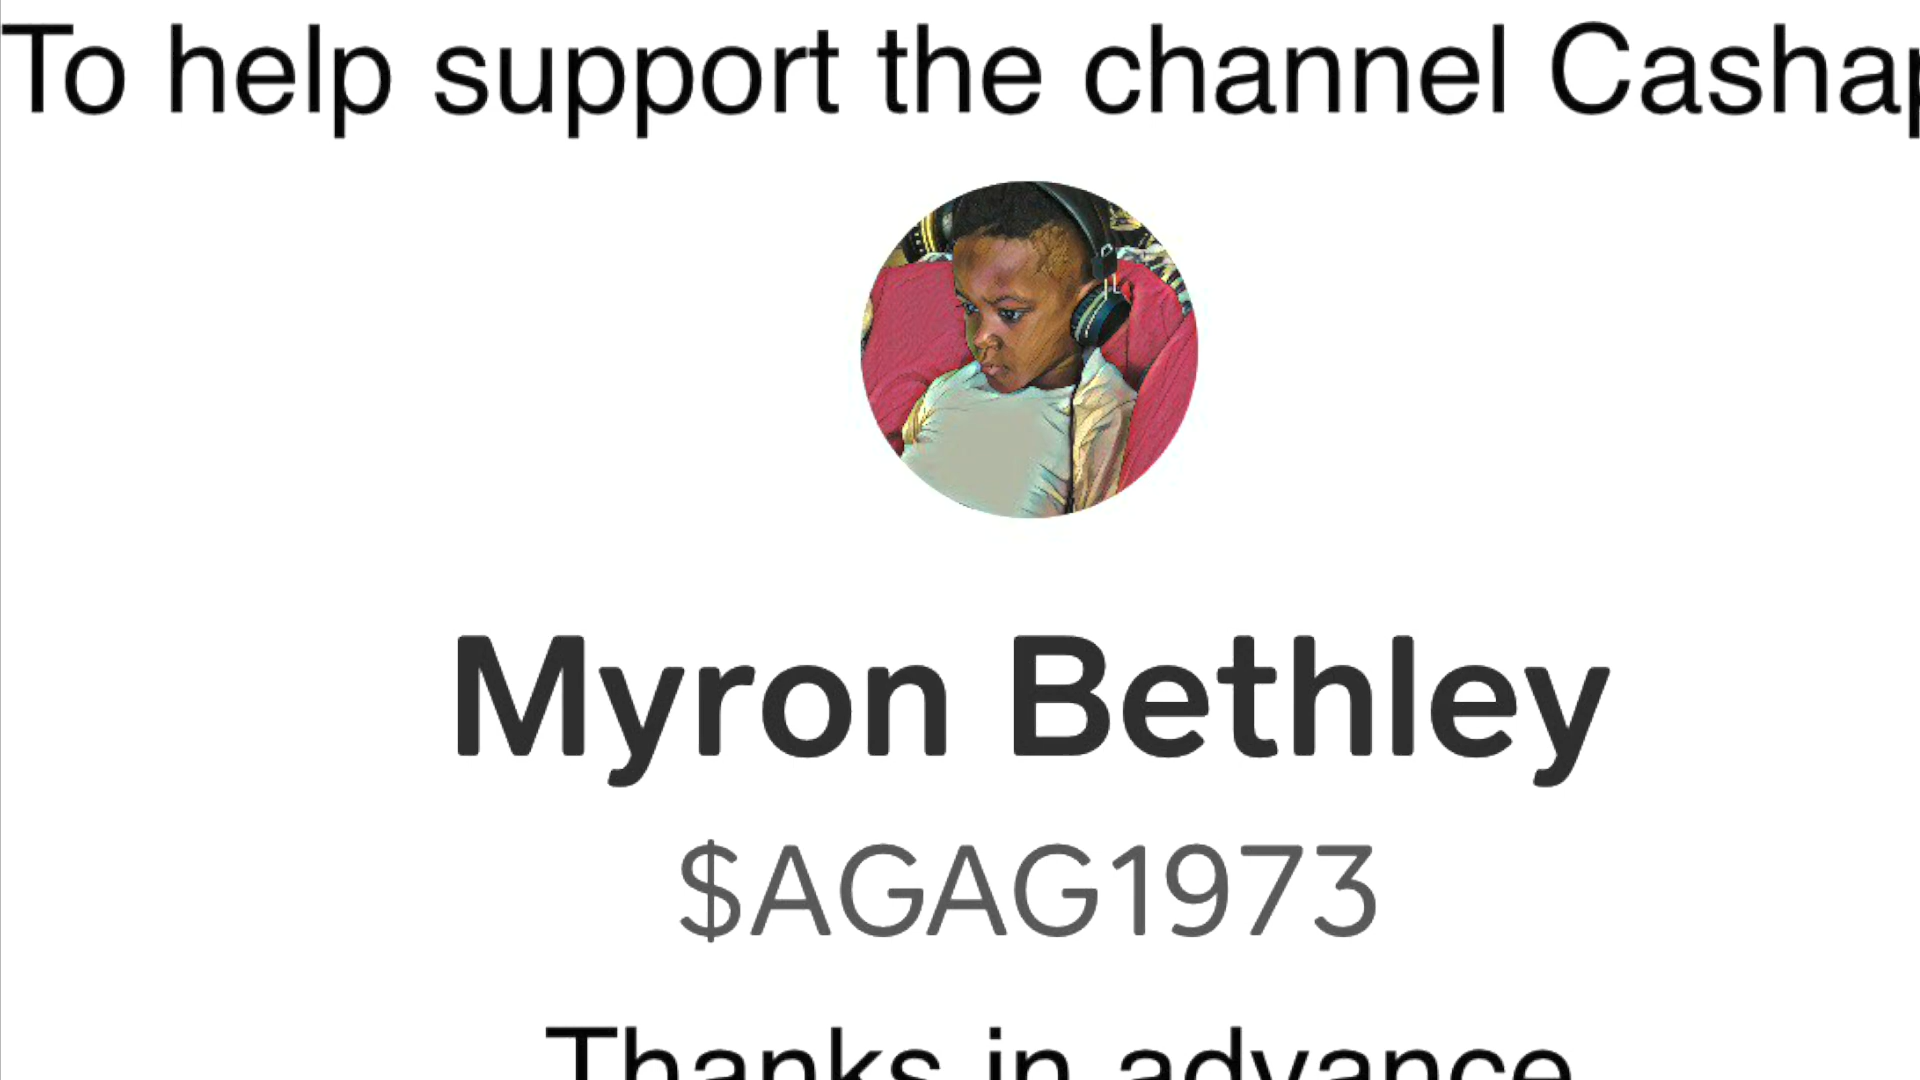 To help support the channel Cashap
Myron Bethley
$AGAG1973
Thanks in advance